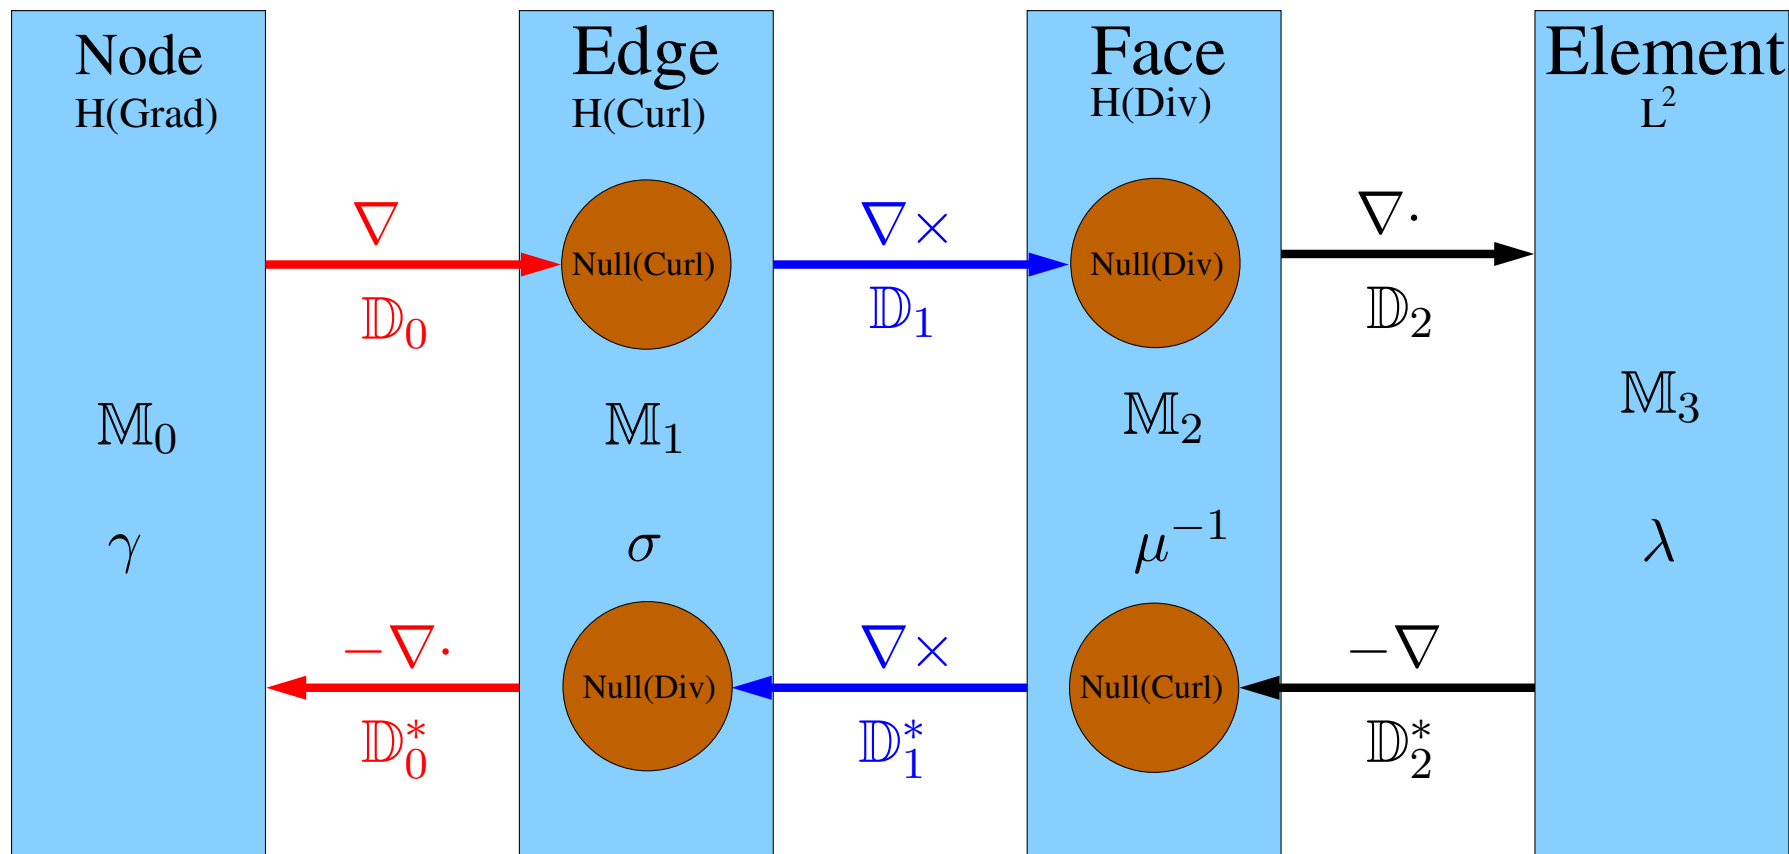 Node
H(Grad)
Edge
H(Curl)
Face
H(Div)
Element
L²
∇
𝔻₀
Null(Curl)
∇×
𝔻₁
Null(Div)
∇·
𝔻₂
𝕄₀
𝕄₁
𝕄₂
𝕄₃
γ
σ
μ⁻¹
λ
−∇·
𝔻₀*
Null(Div)
∇×
𝔻₁*
Null(Curl)
−∇
𝔻₂*